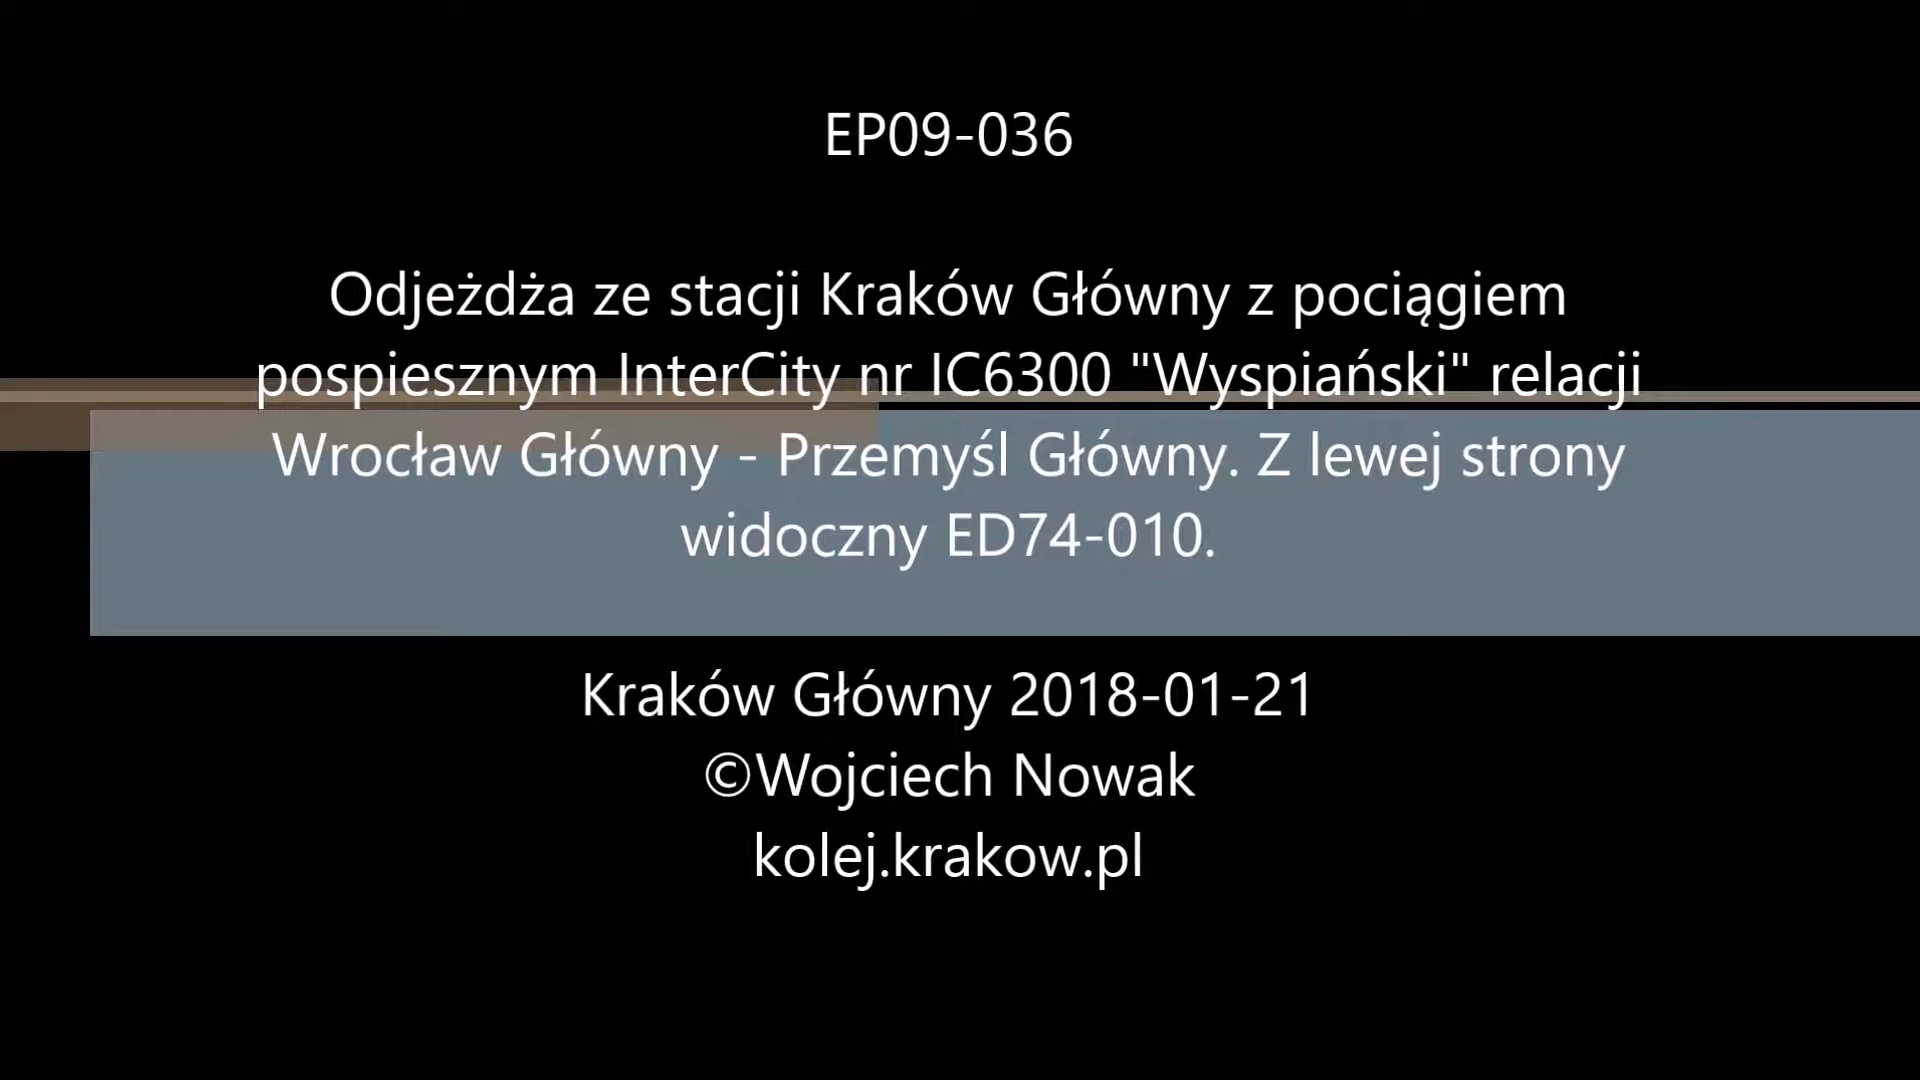 EP09-036
Odjeżdża ze stacji Kraków Główny z pociągiem
pospiesznym InterCity nr IC6300 "Wyspiański" relacji
Wrocław Główny - Przemyśl Główny. Z lewej strony
widoczny ED74-010.
Kraków Główny 2018-01-21
©Wojciech Nowak
kolej.krakow.pl